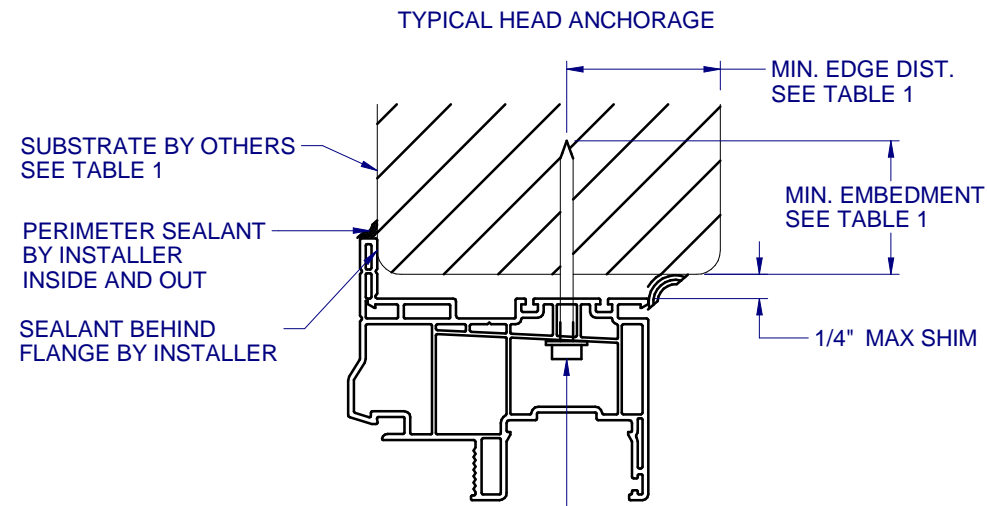 TYPICAL HEAD ANCHORAGE
MIN. EDGE DIST.
SEE TABLE 1
SUBSTRATE BY OTHERS
SEE TABLE 1
MIN. EMBEDMENT
SEE TABLE 1
PERIMETER SEALANT
BY INSTALLER
INSIDE AND OUT
SEALANT BEHIND
FLANGE BY INSTALLER
1/4" MAX SHIM